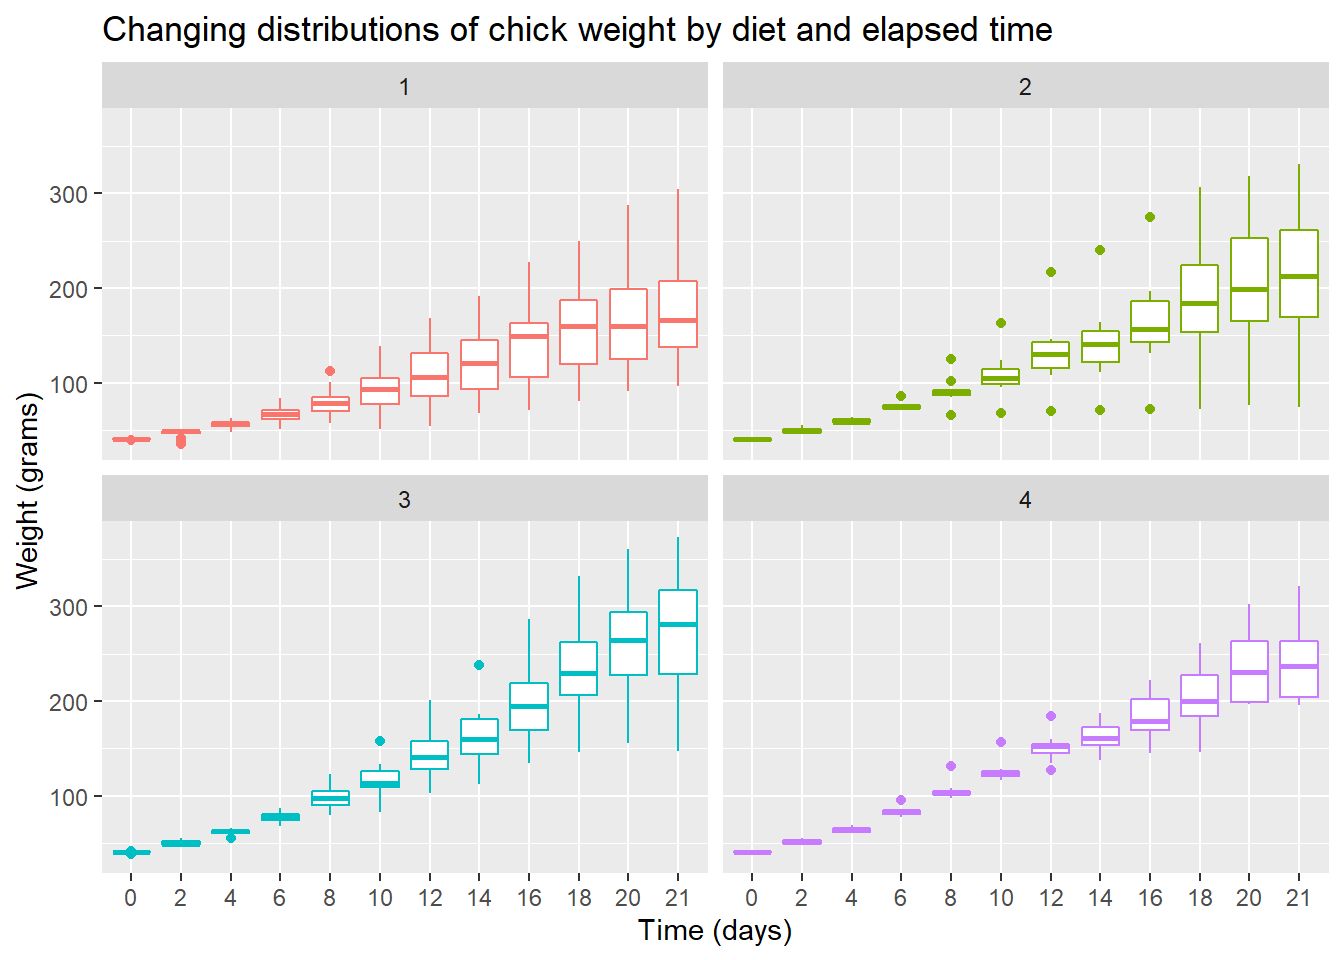 Changing distributions of chick weight by diet and elapsed time
1
2
300
200
100
3
4
300
200
100
Weight (grams)
0 2 4 6 8 10 12 14 16 18 20 21
0 2 4 6 8 10 12 14 16 18 20 21
Time (days)